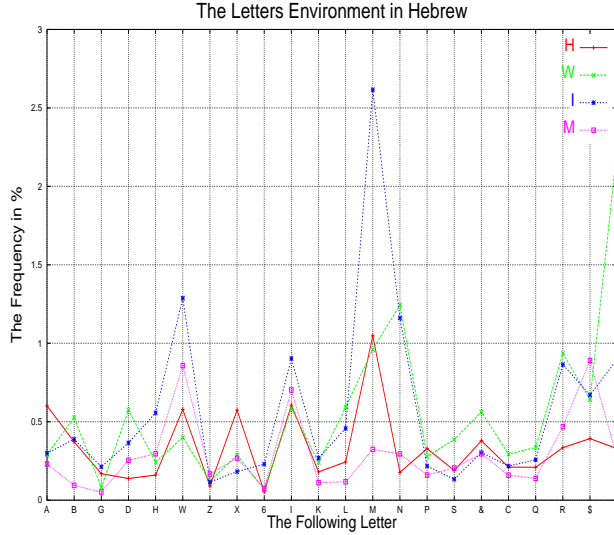 The Letters Environment in Hebrew
3
2.5
2
1.5
1
0.5
0
The Frequency in %
H
W
I
M
A B G D H W Z X 6 I K L M N P S & C Q R $
The Following Letter